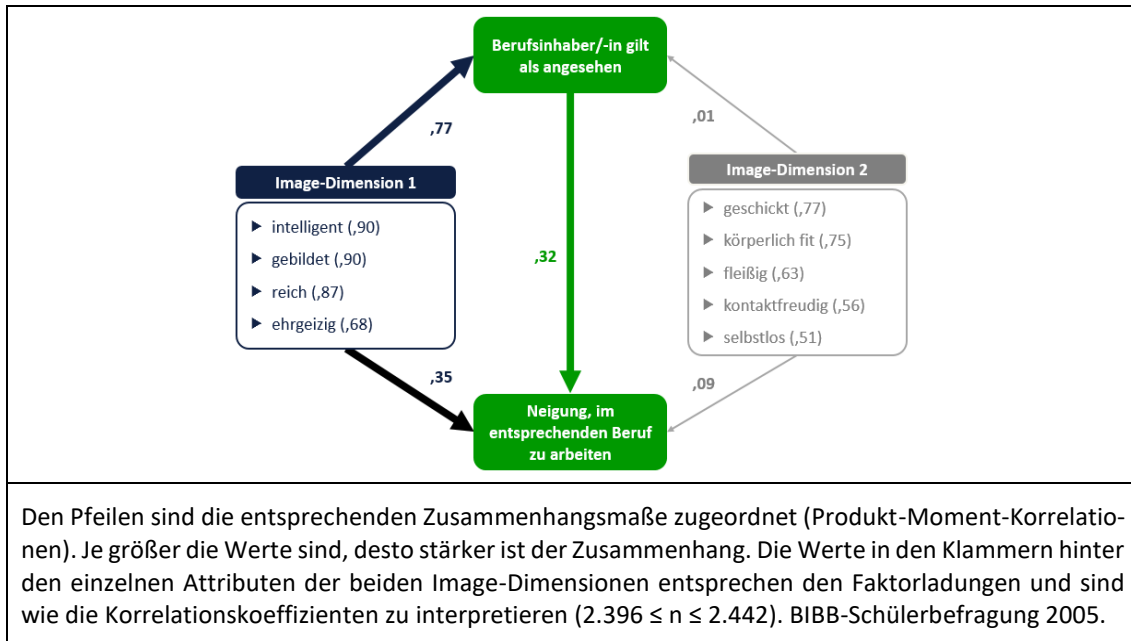 Berufsinhaber/-in gilt
als angesehen
,77
,01
Image-Dimension 1
intelligent (,90)
gebildet (,90)
reich (,87)
ehrgeizig (,68)
,32
Image-Dimension 2
geschickt (,77)
körperlich fit (,75)
fleißig (,63)
kontaktfreudig (,56)
selbstlos (,51)
,35
,09
Neigung, im
entsprechenden Beruf
zu arbeiten
Den Pfeilen sind die entsprechenden Zusammenhangsmaße zugeordnet (Produkt-Moment-Korrelatio-
nen). Je größer die Werte sind, desto stärker ist der Zusammenhang. Die Werte in den Klammern hinter
den einzelnen Attributen der beiden Image-Dimensionen entsprechen den Faktorladungen und sind
wie die Korrelationskoeffizienten zu interpretieren (2.396 ≤ n ≤ 2.442). BIBB-Schülerbefragung 2005.